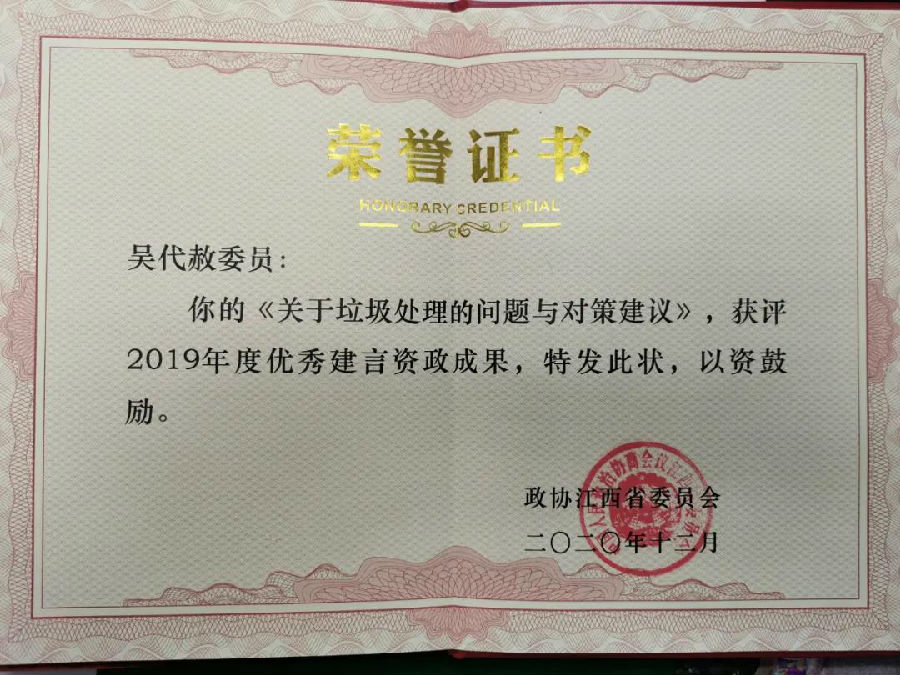 荣誉证书
HONORARY CREDENTIAL
吴代赦委员：
你的《关于垃圾处理的问题与对策建议》，获评
2019年度优秀建言资政成果，特发此状，以资鼓
励。
政协江西省委员会
二〇二〇年十二月